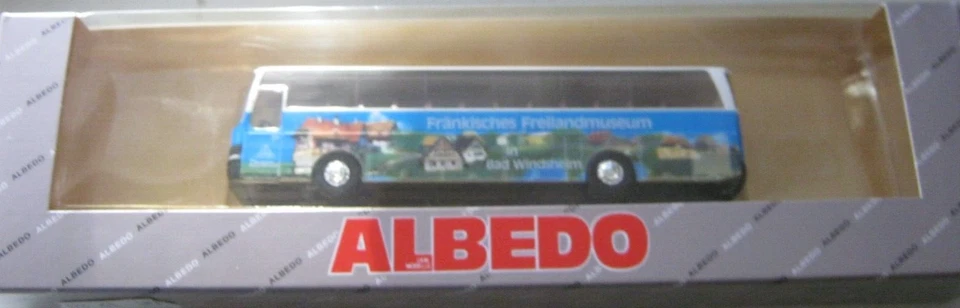 Fränkisches Freilandmuseum
in
Bad Windsheim
ALBEDO